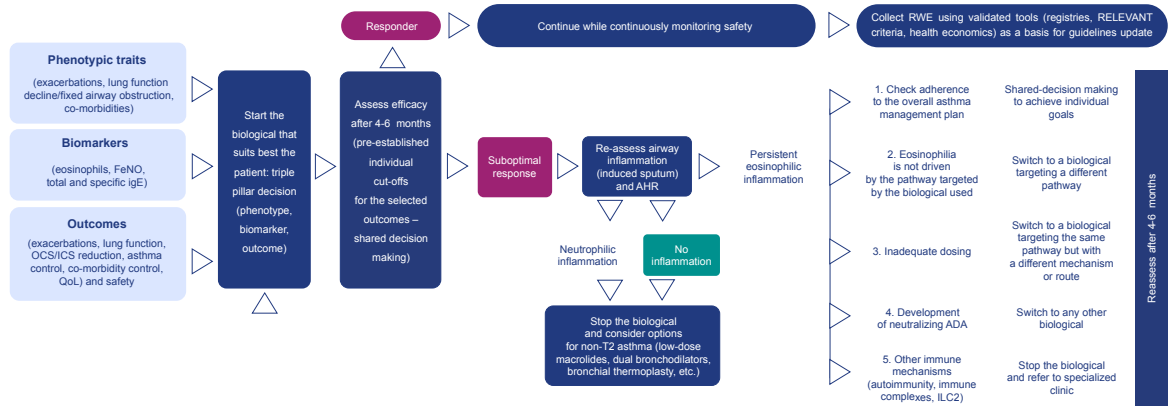 Responder
Continue while continuously monitoring safety
Collect RWE using validated tools (registries, RELEVANT
criteria, health economics) as a basis for guidelines update
Phenotypic traits
(exacerbations, lung function
decline/fixed airway obstruction,
co-morbidities)
Biomarkers
(eosinophils, FeNO,
total and specific igE)
Outcomes
(exacerbations, lung function,
OCS/ICS reduction, asthma
control, co-morbidity control,
QoL) and safety
Start the
biological that
suits best the
patient: triple
pillar decision
(phenotype,
biomarker,
outcome)
Assess efficacy
after 4-6 months
(pre-established
individual
cut-offs
for the selected
outcomes –
shared decision
making)
Suboptimal
response
Re-assess airway
inflammation
(induced sputum)
and AHR
Neutrophilic
inflammation
No
inflammation
Stop the biological
and consider options
for non-T2 asthma (low-dose
macrolides, dual bronchodilators,
bronchial thermoplasty, etc.)
Persistent
eosinophilic
inflammation
1. Check adherence
to the overall asthma
management plan
Shared-decision making
to achieve individual
goals
2. Eosinophilia
is not driven
by the pathway targeted
by the biological used
Switch to a biological
targeting a different
pathway
3. Inadequate dosing
Switch to a biological
targeting the same
pathway but with
a different mechanism
or route
4. Development
of neutralizing ADA
Switch to any other
biological
5. Other immune
mechanisms
(autoimmunity, immune
complexes, ILC2)
Stop the biological
and refer to specialized
clinic
Reassess after 4-6 months